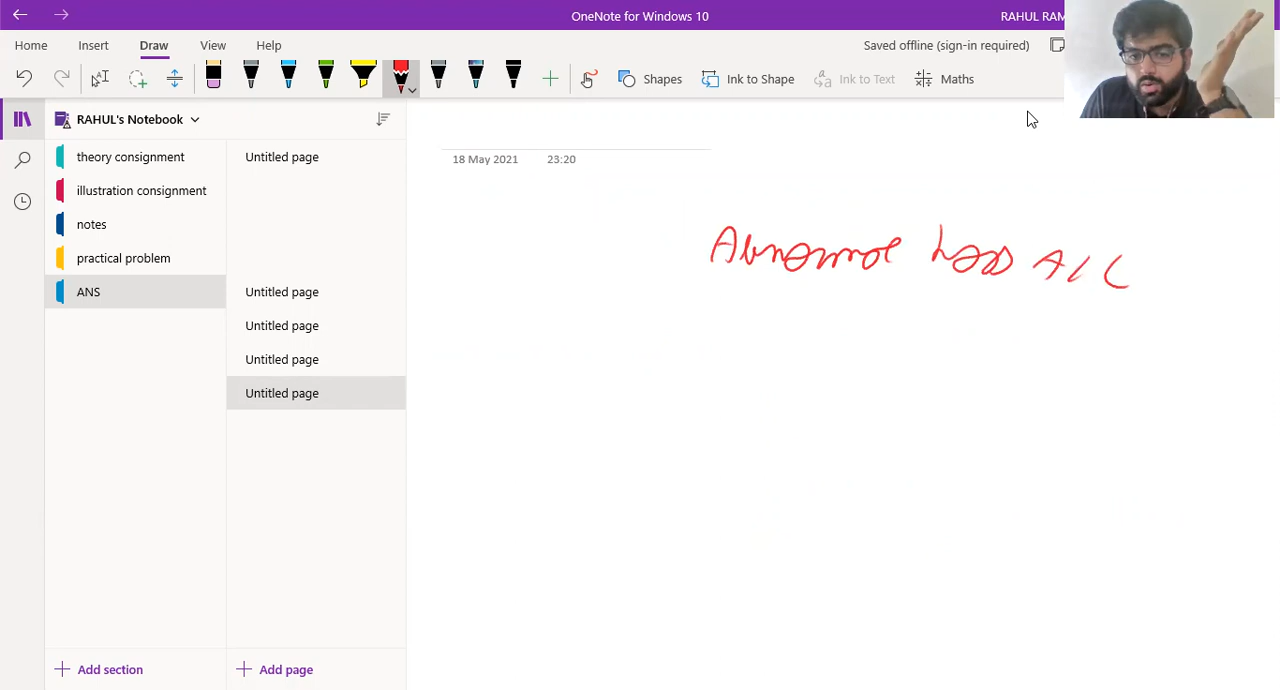 OneNote for Windows 10
RAHUL RAM
Home Insert Draw View Help
Saved offline (sign-in required)
Shapes Ink to Shape Ink to Text Maths
RAHUL's Notebook
theory consignment
illustration consignment
notes
practical problem
ANS
Untitled page
Untitled page
Untitled page
Untitled page
Untitled page
18 May 2021 23:20
Abnormal Loss A/C
Add section
Add page